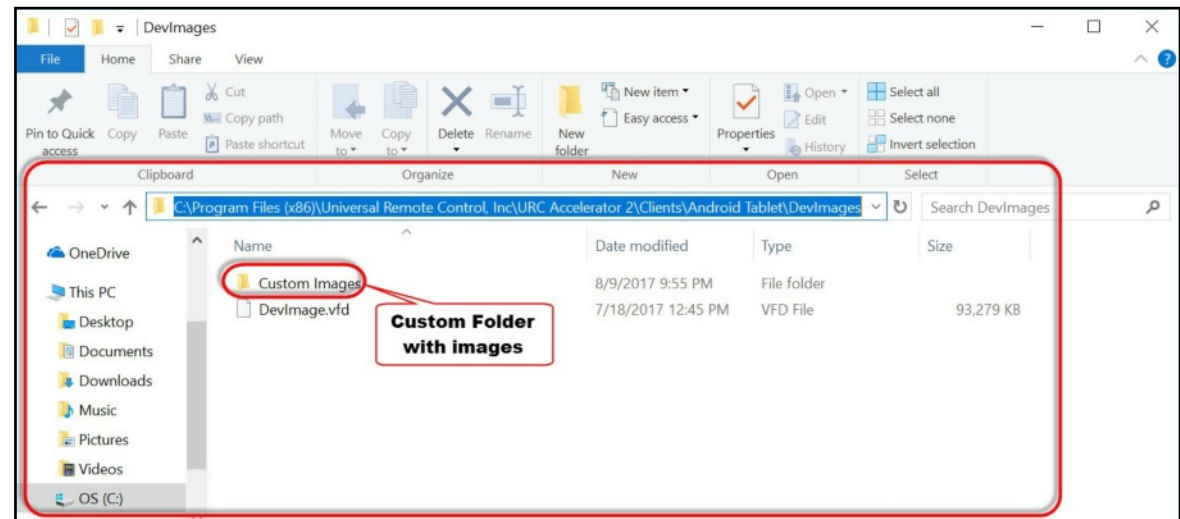 DevImages
File Home Share View
Pin to Quick access
Copy
Paste
Cut
Copy path
Paste shortcut
Move to
Copy to
Delete
Rename
New folder
New item
Easy access
Properties
Open
Edit
History
Select all
Select none
Invert selection
Clipboard Organize New Open Select
C:\Program Files (x86)\Universal Remote Control, Inc\URC Accelerator 2\Clients\Android Tablet\DevImages
Search DevImages
Name Date modified Type Size
Custom Images 8/9/2017 9:55 PM File folder
DevImage.vfd 7/18/2017 12:45 PM VFD File 93,279 KB
Custom Folder
with images
OneDrive
This PC
Desktop
Documents
Downloads
Music
Pictures
Videos
OS (C:)